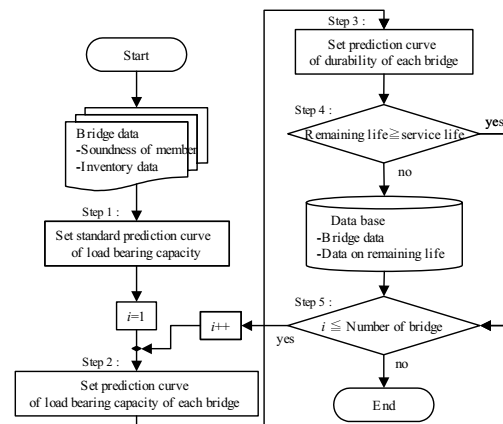 Start
Bridge data
-Soundness of member
-Inventory data
Step 1 :
Set standard prediction curve
of load bearing capacity
i=1
i++
Step 2 :
Set prediction curve
of load bearing capacity of each bridge
Step 3 :
Set prediction curve
of durability of each bridge
Step 4 :
Remaining life≧service life
yes
no
Data base
-Bridge data
-Data on remaining life
Step 5 :
i ≦ Number of bridge
yes
no
End